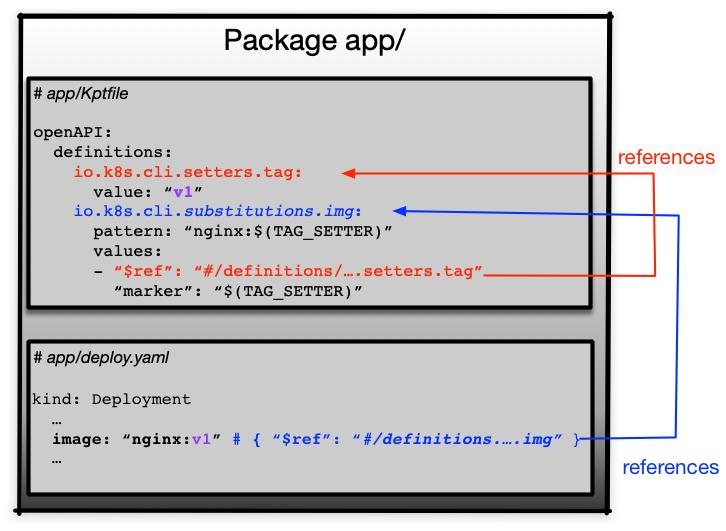 Package app/
# app/Kptfile
openAPI:
definitions:
io.k8s.cli.setters.tag:
references
value: “v1”
io.k8s.cli.substitutions.img:
pattern: “nginx:$(TAG_SETTER)”
values:
- “$ref”: “#/definitions/….setters.tag”
“marker”: “$(TAG_SETTER)”
# app/deploy.yaml
kind: Deployment
…
image: “nginx:v1” # { “$ref”: “#/definitions.….img” }
…
references